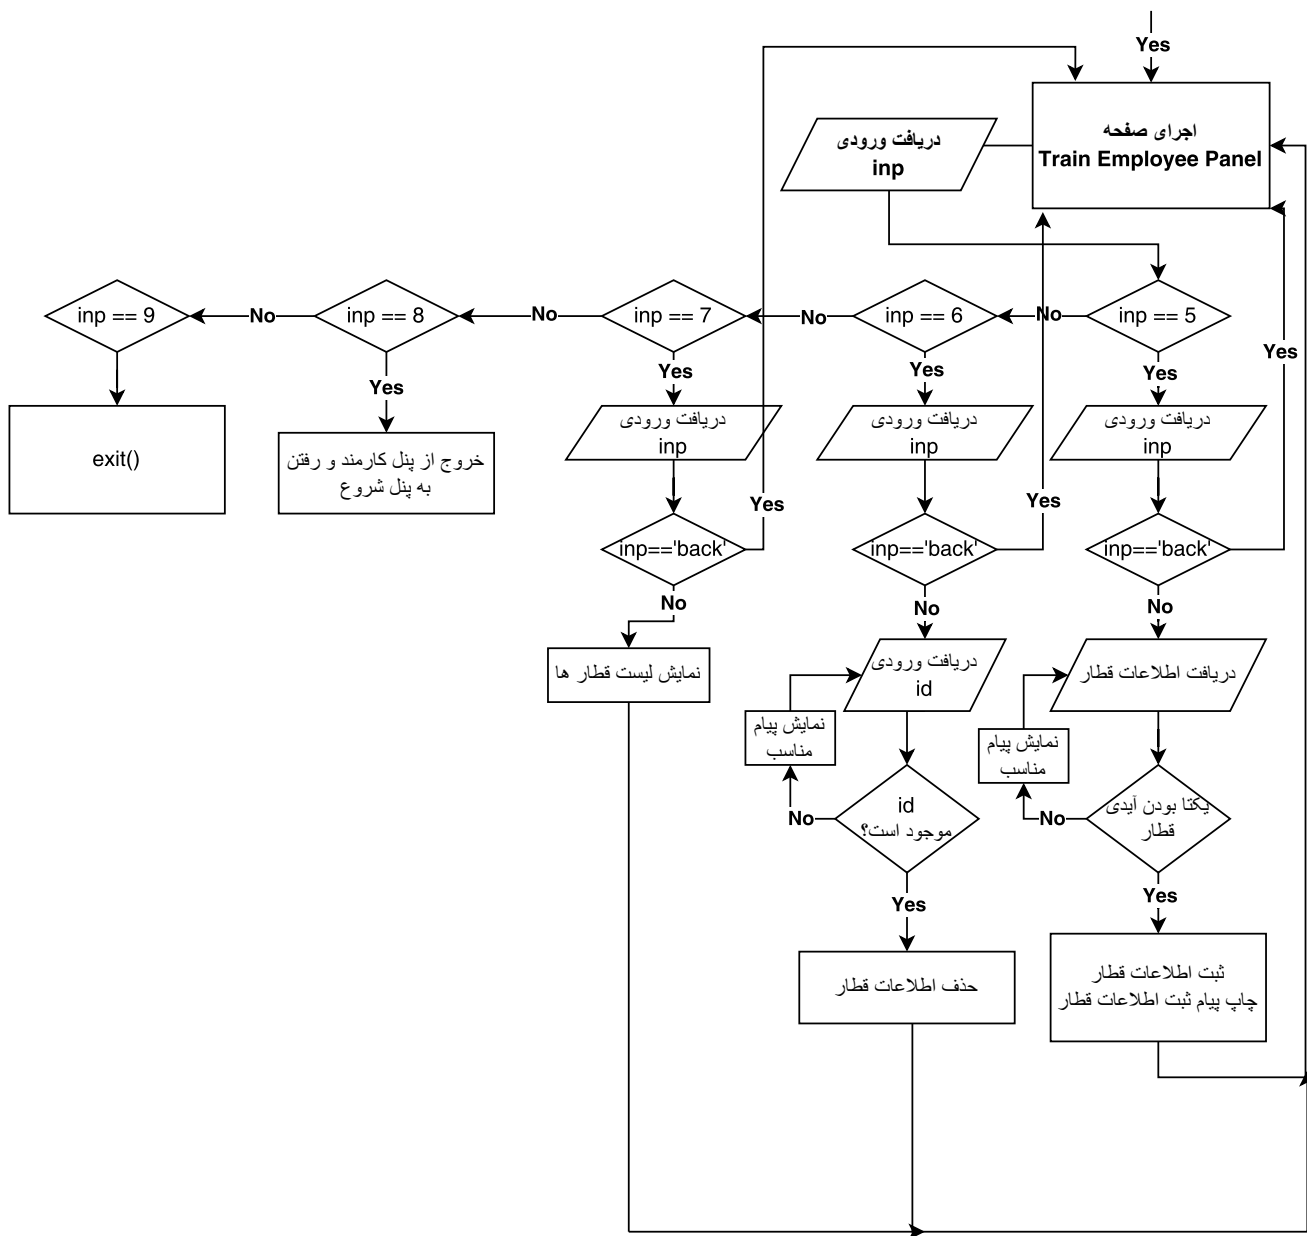 Yes
اجرای صفحه
Train Employee Panel
دریافت ورودی
inp
inp == 9
No
inp == 8
No
inp == 7
No
inp == 6
No
inp == 5
Yes
Yes
Yes
Yes
Yes
exit()
خروج از پنل کارمند و رفتن
به پنل شروع
دریافت ورودی
inp
دریافت ورودی
inp
دریافت ورودی
inp
Yes
Yes
inp=='back'
inp=='back'
inp=='back'
No
No
No
نمایش لیست قطار ها
دریافت ورودی
id
دریافت اطلاعات قطار
نمایش پیام
مناسب
نمایش پیام
مناسب
No
id
موجود است؟
No
یکتا بودن آیدی
قطار
Yes
Yes
حذف اطلاعات قطار
ثبت اطلاعات قطار
چاپ پیام ثبت اطلاعات قطار